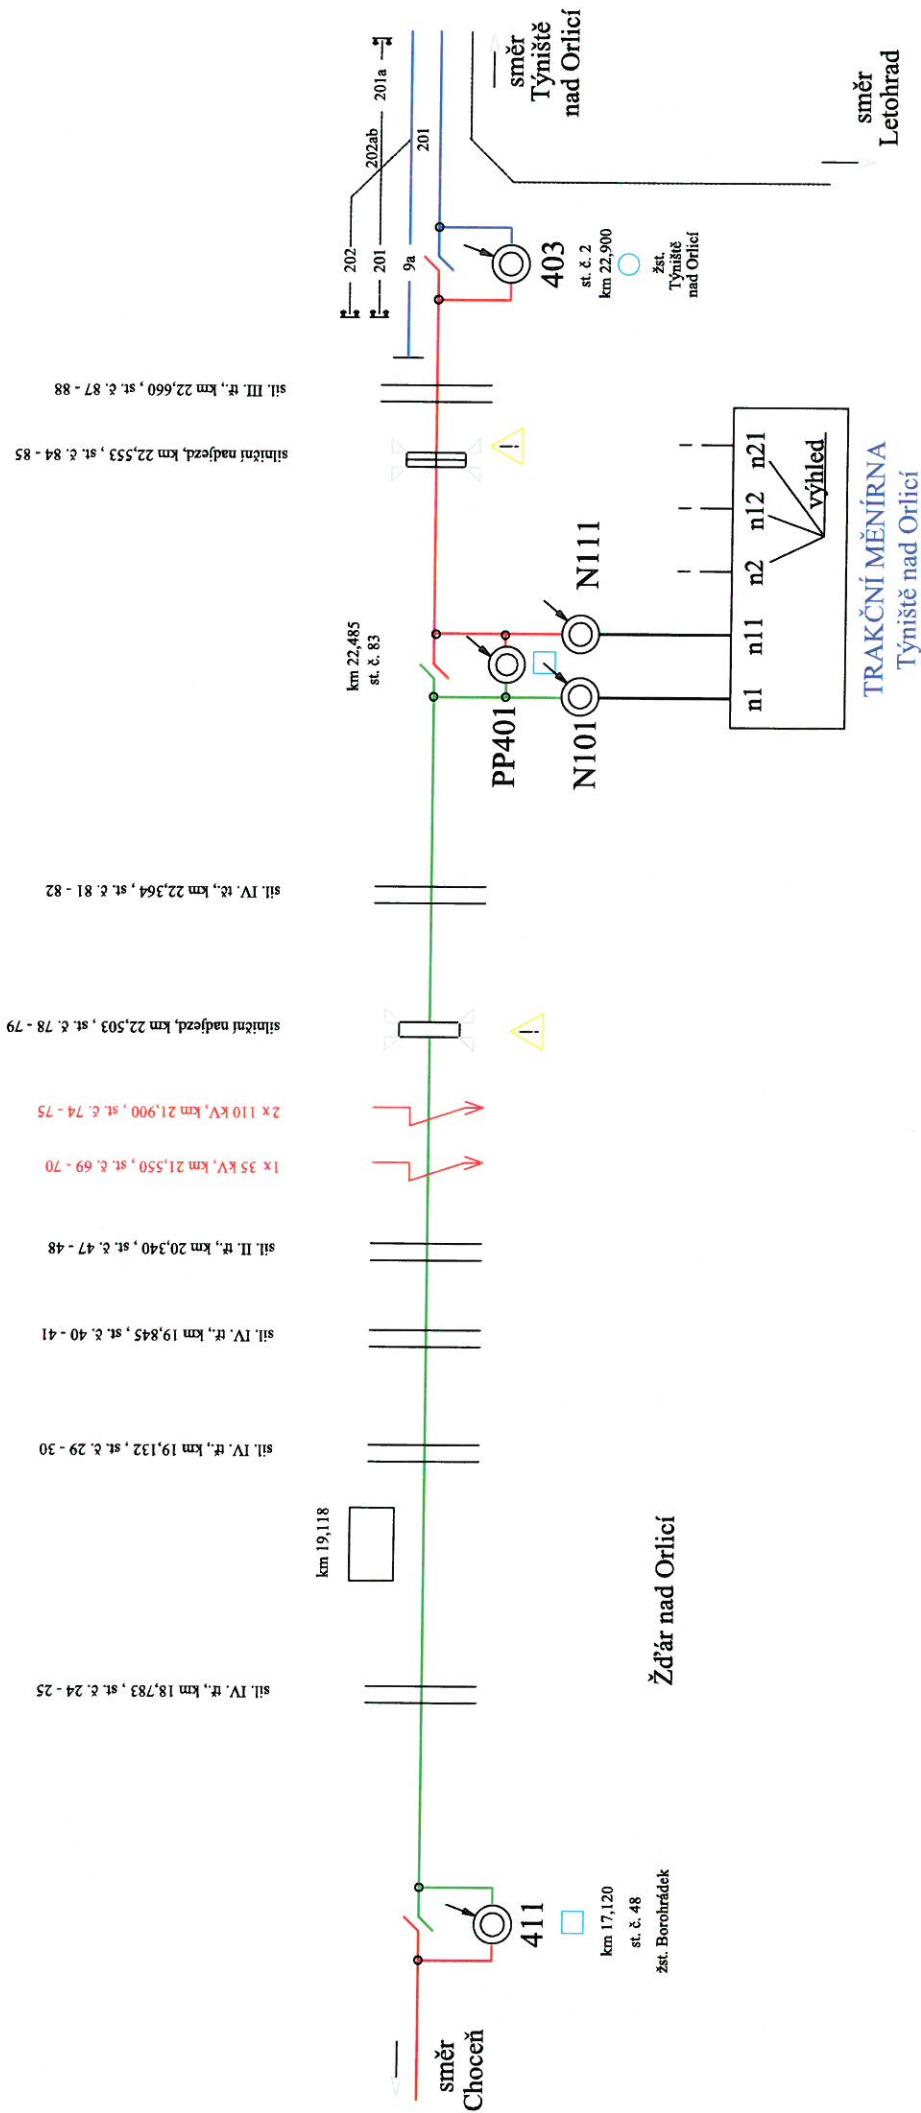 202
201
202ab
201a
9a
201
směr
Týniště
nad Orlicí
směr
Letohrad
403
st. č. 2
km 22,900
žst.
Týniště
nad Orlicí
sil. III. tř., km 22,660 , st. č. 87 - 88
silniční nadjezd, km 22,553 , st. č. 84 - 85
km 22,485
st. č. 83
PP401
N101
N111
n1
n11
n2
n12
n21
výhled
TRAKČNÍ MĚNÍRNA
Týniště nad Orlicí
sil. IV. tč., km 22,364 , st. č. 81 - 82
silniční nadjezd, km 22,503 , st. č. 78 - 79
2 x 110 kV, km 21,900 , st. č. 74 - 75
1x 35 kV, km 21,550 , st. č. 69 - 70
sil. II. tř., km 20,340 , st. č. 47 - 48
sil. IV. tř., km 19,845 , st. č. 40 - 41
sil. IV. tř., km 19,132 , st. č. 29 - 30
km 19,118
Žďár nad Orlicí
sil. IV. tř., km 18,783 , st. č. 24 - 25
411
km 17,120
st. č. 48
žst. Borohrádek
směr
Choceň